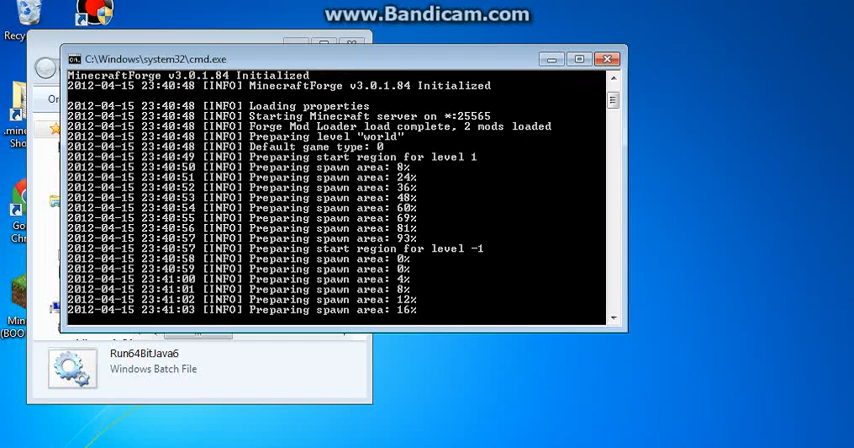 www.Bandicam.com
Recy
C:\Windows\system32\cmd.exe
MinecraftForge v3.0.1.84 Initialized
2012-04-15 23:40:48 [INFO] MinecraftForge v3.0.1.84 Initialized
2012-04-15 23:40:48 [INFO] Loading properties
2012-04-15 23:40:48 [INFO] Starting Minecraft server on *:25565
2012-04-15 23:40:48 [INFO] Forge Mod Loader load complete, 2 mods loaded
2012-04-15 23:40:48 [INFO] Preparing level "world"
2012-04-15 23:40:48 [INFO] Default game type: 0
2012-04-15 23:40:49 [INFO] Preparing start region for level 1
2012-04-15 23:40:50 [INFO] Preparing spawn area: 8%
2012-04-15 23:40:51 [INFO] Preparing spawn area: 24%
2012-04-15 23:40:52 [INFO] Preparing spawn area: 36%
2012-04-15 23:40:53 [INFO] Preparing spawn area: 48%
2012-04-15 23:40:54 [INFO] Preparing spawn area: 60%
2012-04-15 23:40:55 [INFO] Preparing spawn area: 69%
2012-04-15 23:40:56 [INFO] Preparing spawn area: 81%
2012-04-15 23:40:57 [INFO] Preparing spawn area: 93%
2012-04-15 23:40:57 [INFO] Preparing start region for level -1
2012-04-15 23:40:58 [INFO] Preparing spawn area: 0%
2012-04-15 23:40:59 [INFO] Preparing spawn area: 0%
2012-04-15 23:41:00 [INFO] Preparing spawn area: 4%
2012-04-15 23:41:01 [INFO] Preparing spawn area: 8%
2012-04-15 23:41:02 [INFO] Preparing spawn area: 12%
2012-04-15 23:41:03 [INFO] Preparing spawn area: 16%
Or
.mine
Sho
Go
Chr
Min
(BOO
Run64BitJava6
Windows Batch File